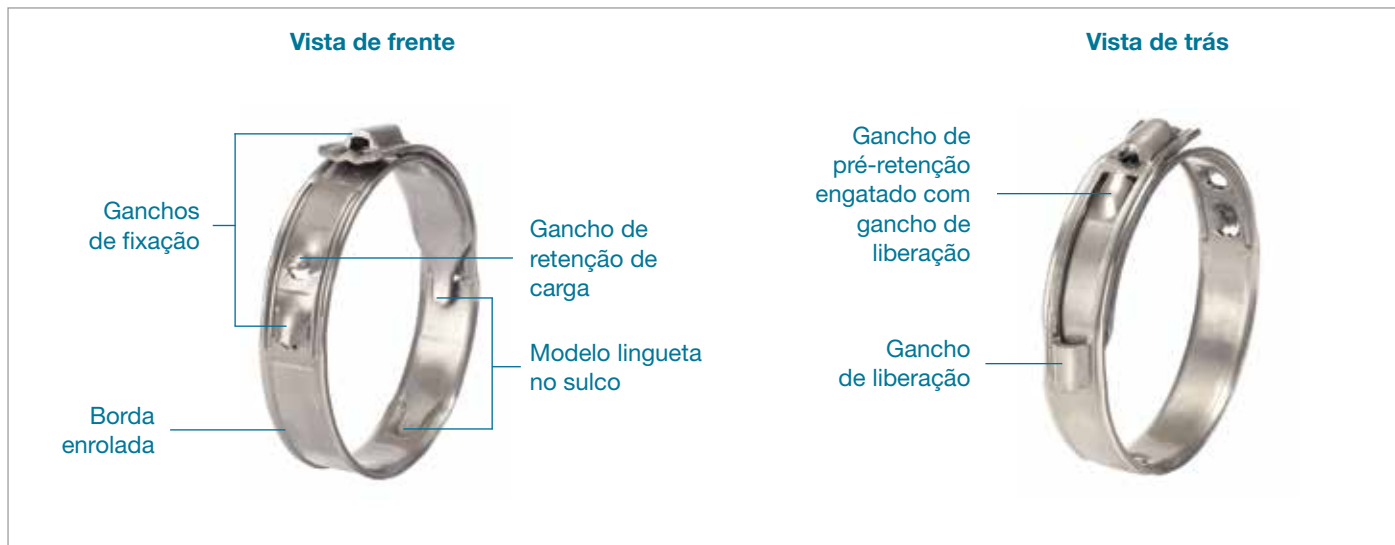 Vista de frente
Ganchos
de fixação
Borda
enrolada
Gancho de
retenção de
carga
Modelo lingueta
no sulco
Vista de trás
Gancho de
pré-retenção
engatado com
gancho de
liberação
Gancho
de liberação